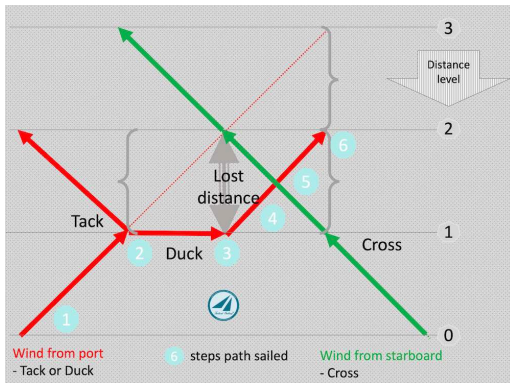 3
Distance
level
2
6
5
Lost
distance
4
Tack
1
2
Duck
3
Cross
1
0
Wind from port
- Tack or Duck
6 steps path sailed
Wind from starboard
- Cross